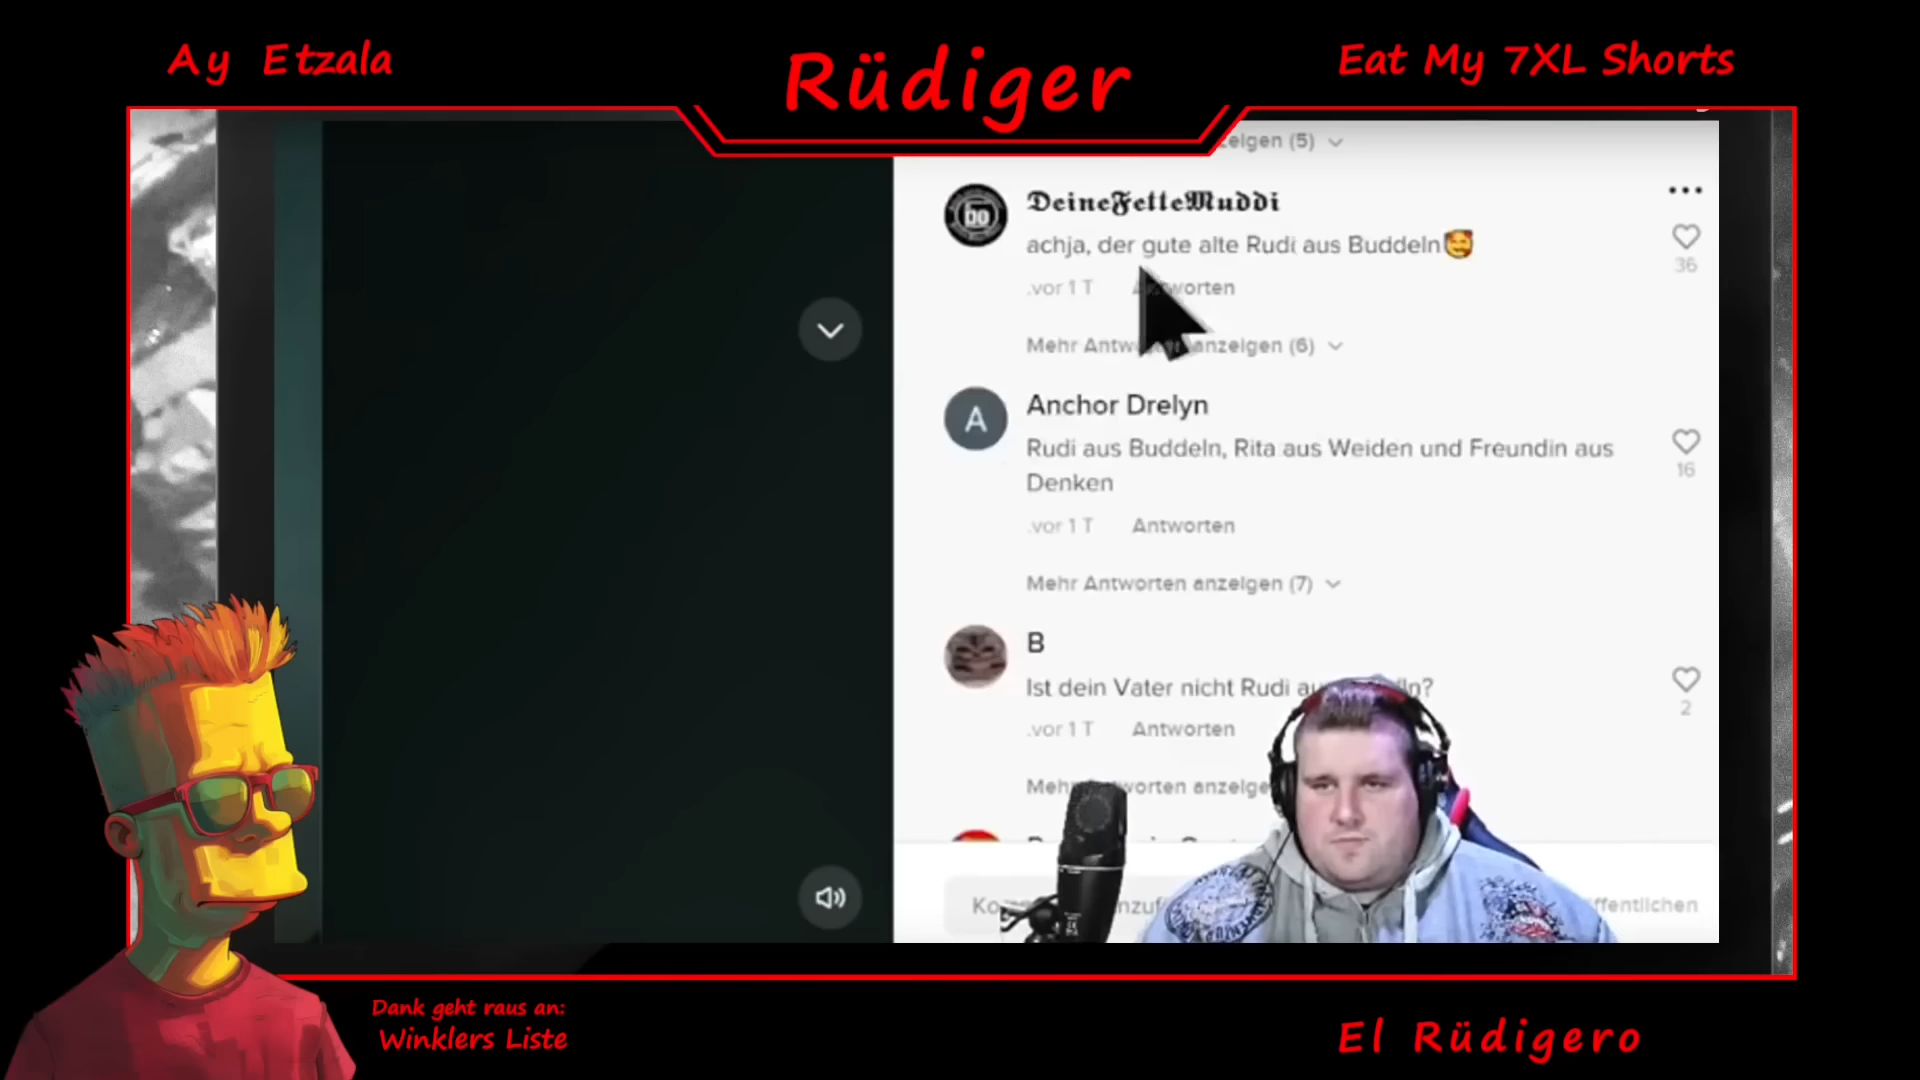 Ay Etzala
Rüdiger
Eat My 7XL Shorts
(5)
DeineFetteMuddi
achja, der gute alte Rudi aus Buddeln🥰
36
.vor 1 T
Mehr anzeigen (6)
bo
Anchor Drelyn
A
Rudi aus Buddeln, Rita aus Weiden und Freundin aus
Denken
16
.vor 1 T Antworten
Mehr Antworten anzeigen (7)
B
Ist dein Vater nicht Rudi
2
.vor 1 T Antworten
Dank geht raus an:
Winklers Liste
El Rüdigero